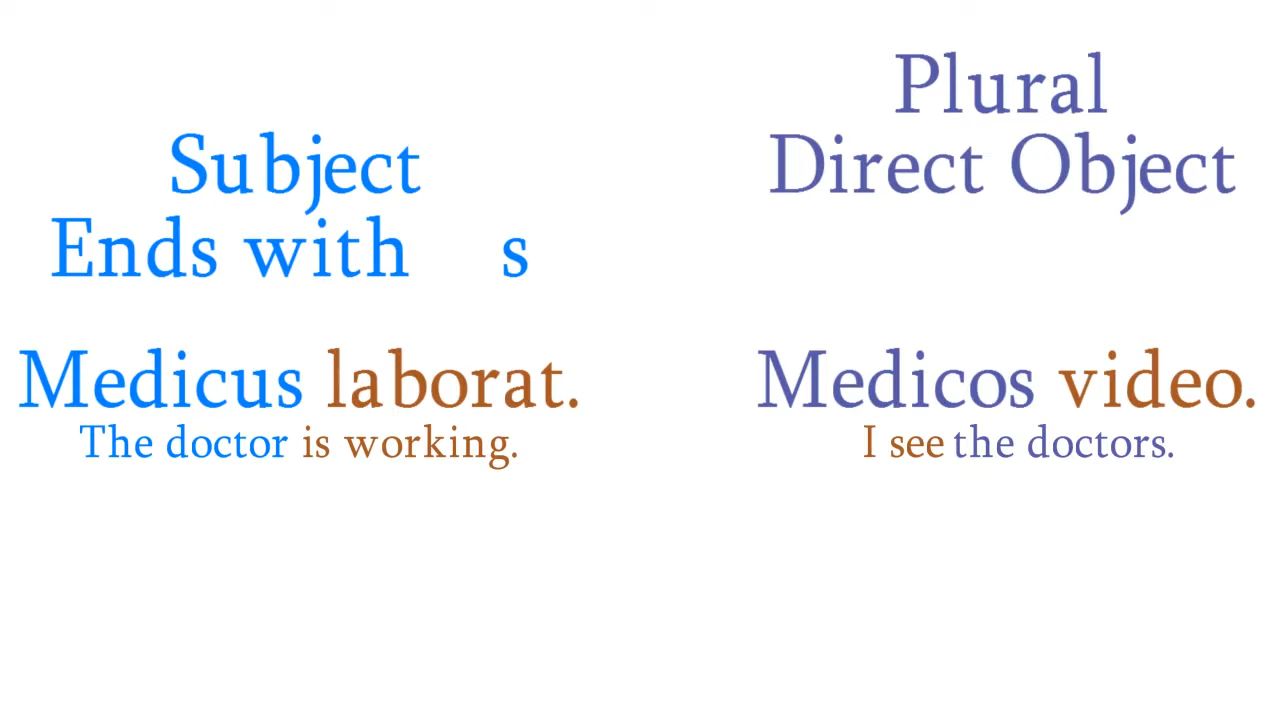 Subject
Ends with s
Medicus laborat.
The doctor is working.
Plural
Direct Object
Medicos video.
I see the doctors.